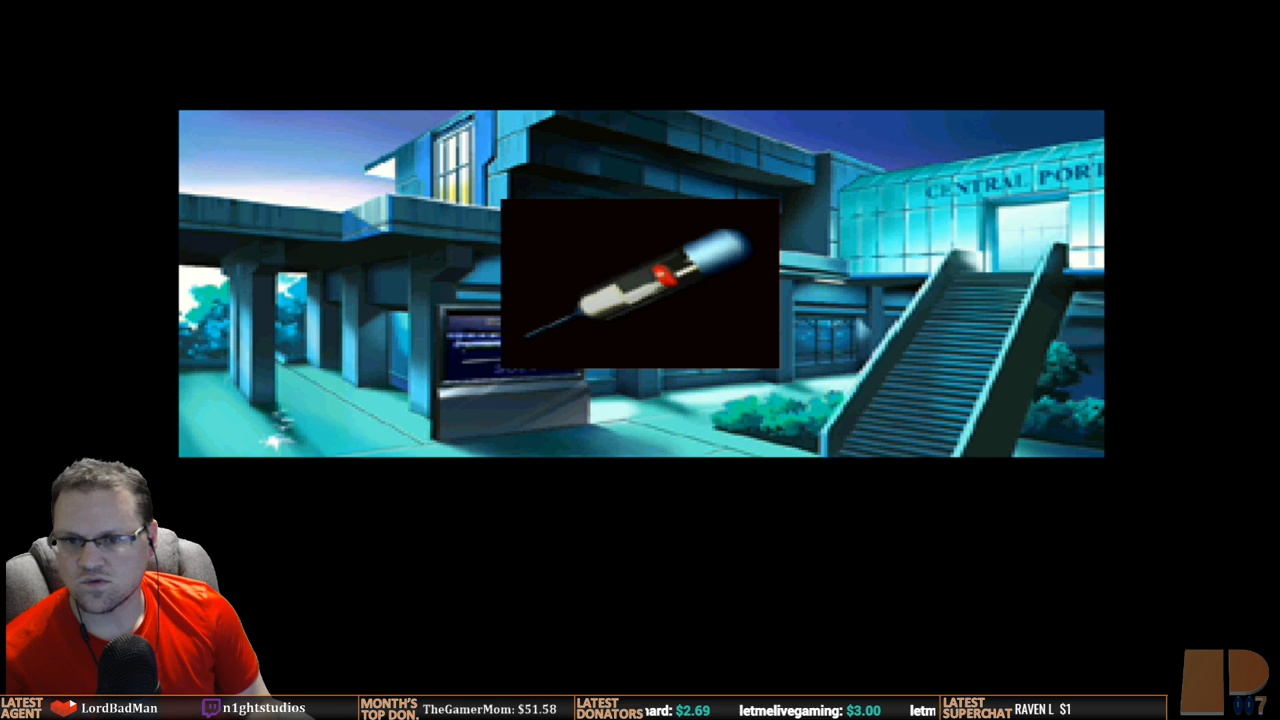 CENTRAL PORT
LATEST
AGENT
LordBadMan
n1ghtstudios
MONTH'S
TOP DON.
TheGamerMom: $51.58
LATEST
DONATORS
ard: $2.69
letmelivegaming: $3.00
letm
LATEST
SUPERCHAT
RAVEN L $1
P
7